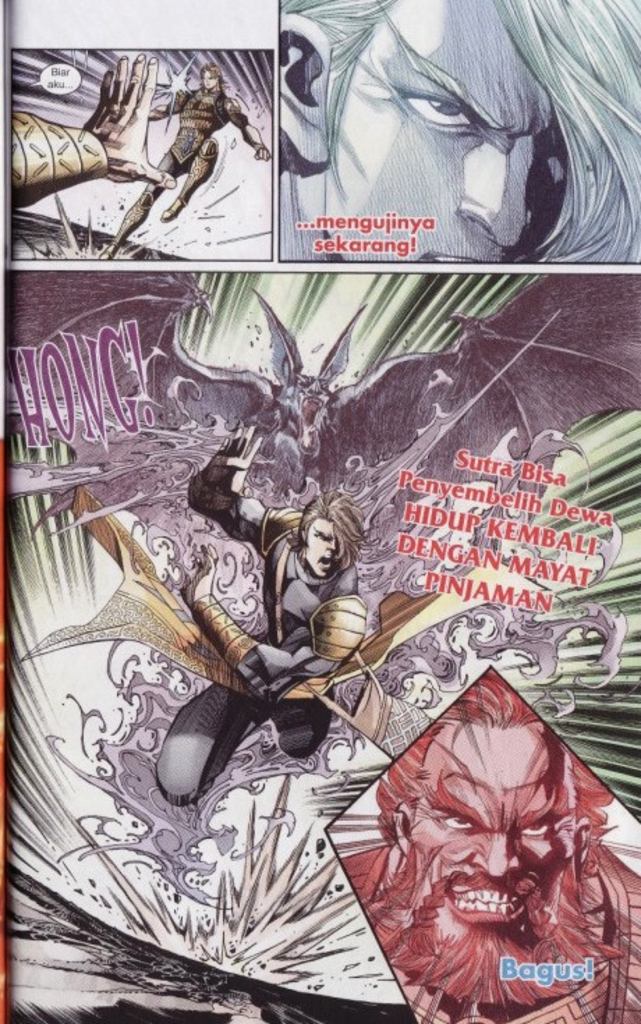 Biar
aku...
...mengujinya
sekarang!
HONG!
Sutra Bisa
Penyembelih Dewa
HIDUP KEMBALI
DENGAN MAYAT
PINJAMAN
Bagus!